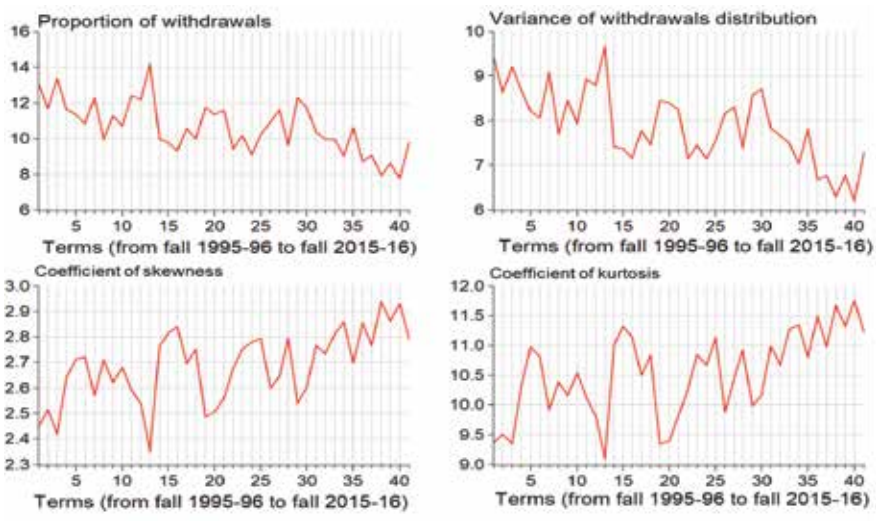 Proportion of withdrawals
16
14
12
10
8
6
5 10 15 20 25 30 35 40
Terms (from fall 1995-96 to fall 2015-16)
Variance of withdrawals distribution
10
9
8
7
6
5 10 15 20 25 30 35 40
Terms (from fall 1995-96 to fall 2015-16)
Coefficient of skewness
3.0
2.9
2.8
2.7
2.6
2.5
2.4
2.3
5 10 15 20 25 30 35 40
Terms (from fall 1995-96 to fall 2015-16)
Coefficient of kurtosis
12.0
11.5
11.0
10.5
10.0
9.5
9.0
5 10 15 20 25 30 35 40
Terms (from fall 1995-96 to fall 2015-16)